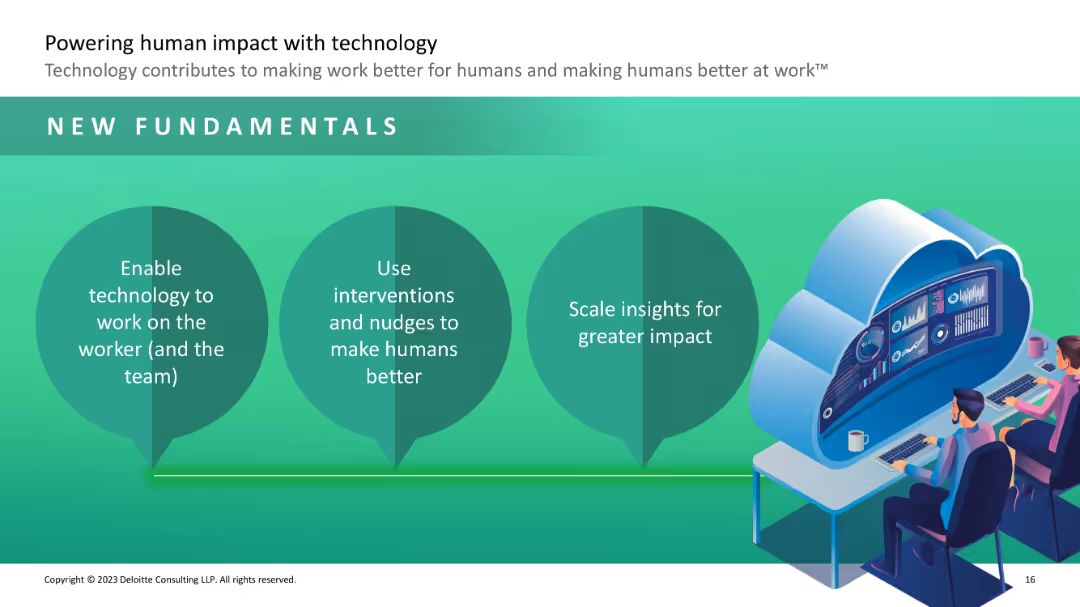 Powering human impact with technology
Technology contributes to making work better for humans and making humans better at work™
NEW FUNDAMENTALS
Enable
technology to
work on the
worker (and the
team)
Use
interventions
and nudges to
make humans
better
Scale insights for
greater impact
Copyright © 2023 Deloitte Consulting LLP. All rights reserved.
16